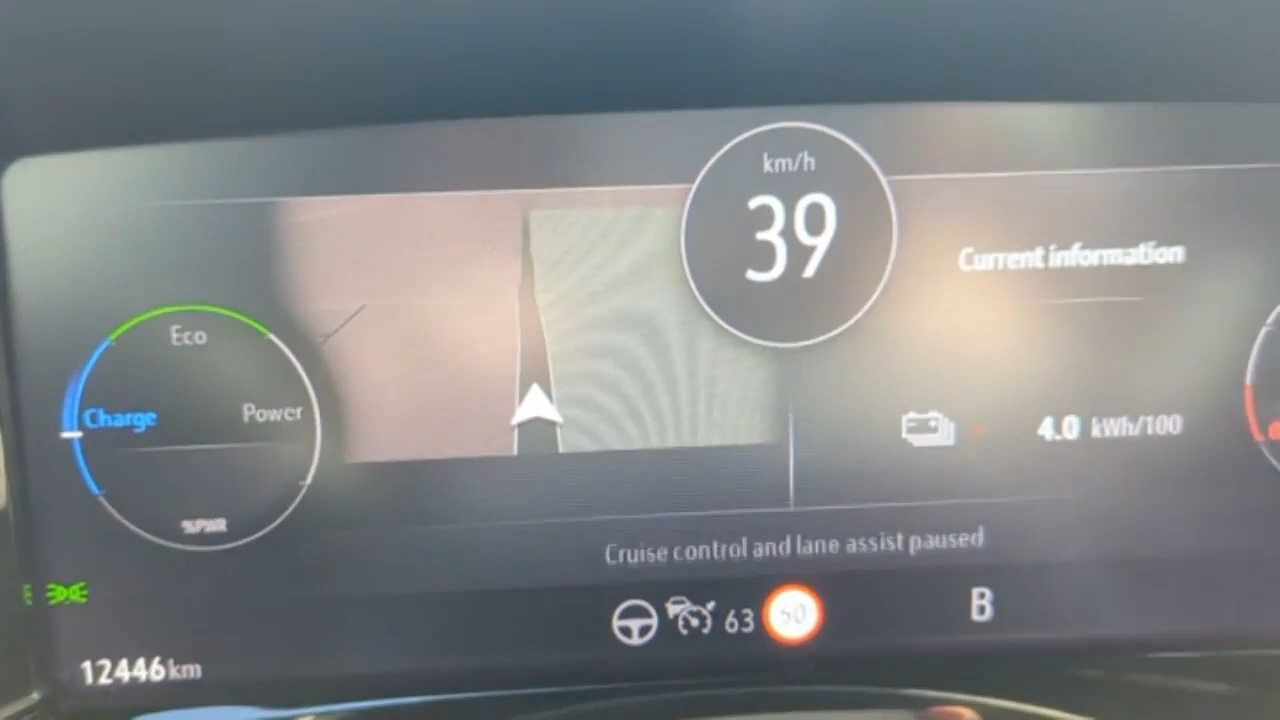 km/h
39
Current information
Eco
Charge
Power
4.0 kWh/100
%PWR
Cruise control and lane assist paused
63 50
B
12446 km